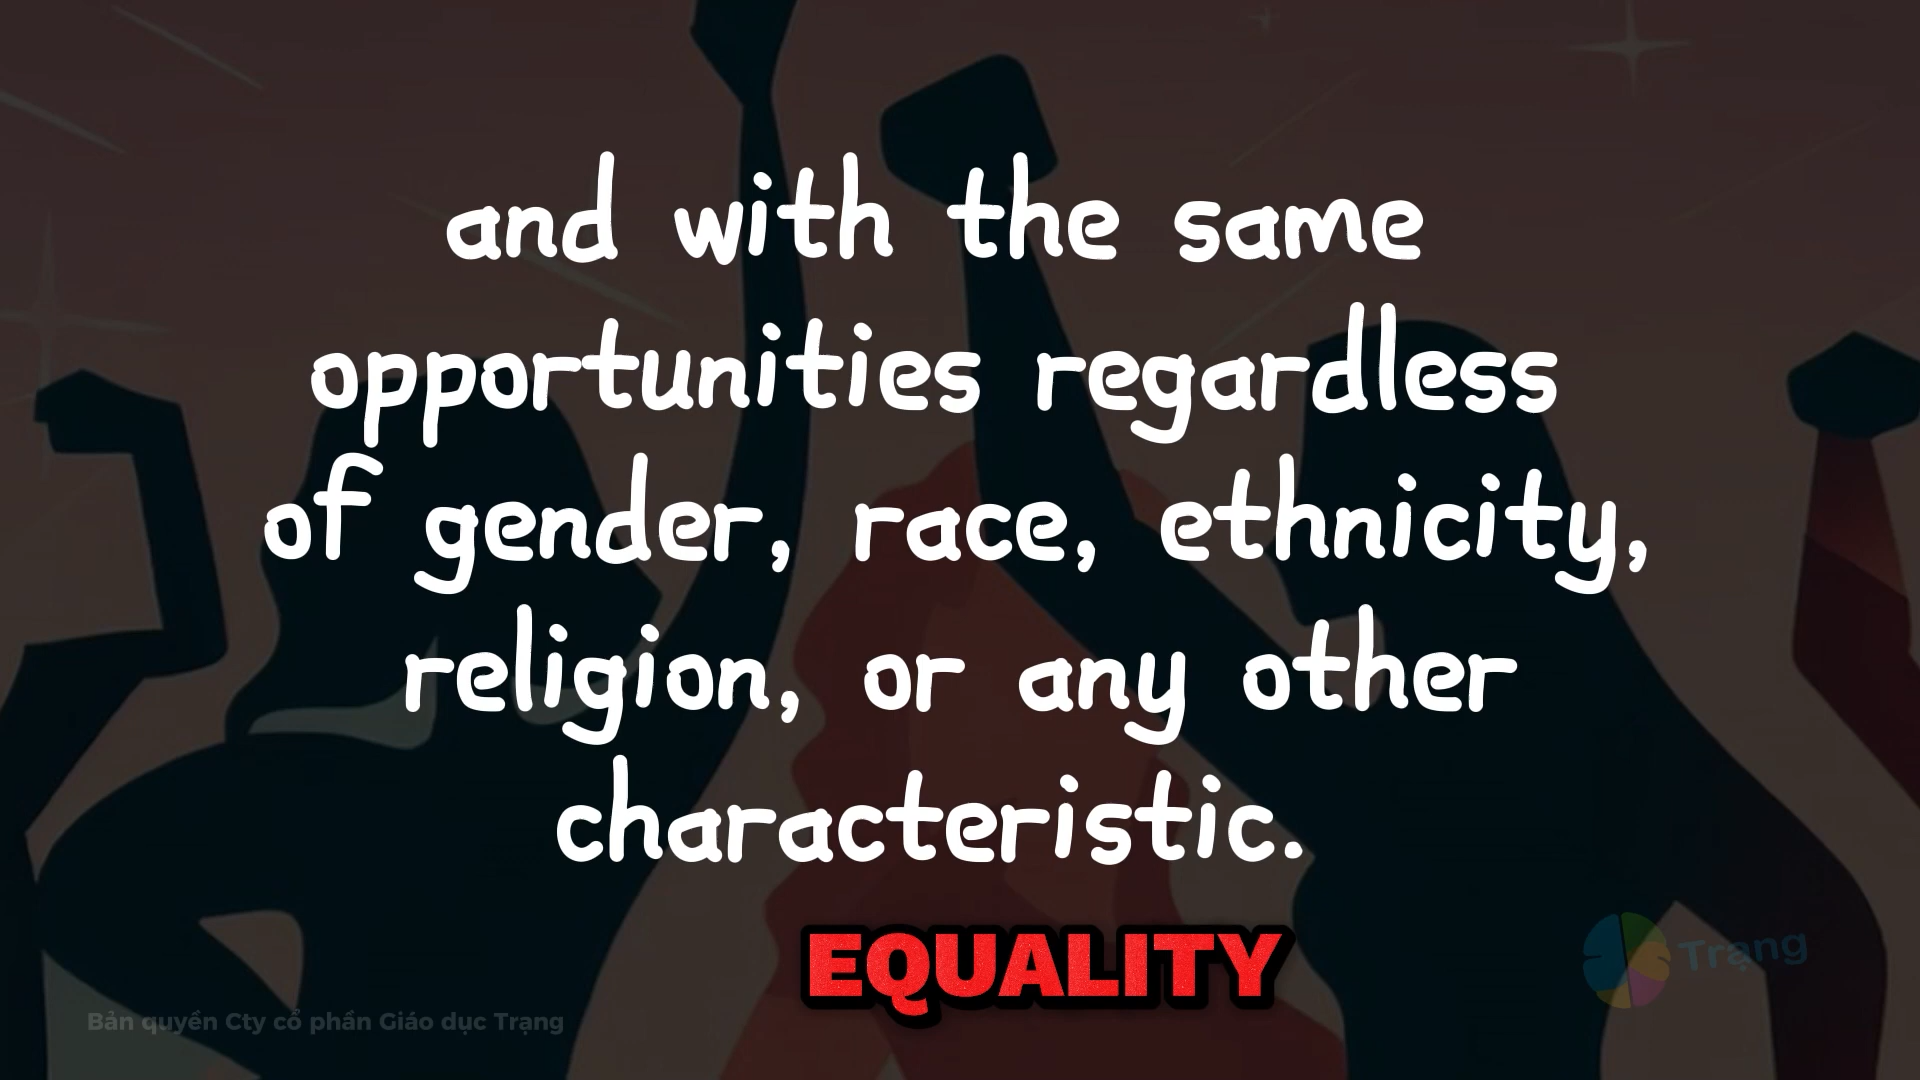 and with the same
opportunities regardless
of gender, race, ethnicity,
religion, or any other
characteristic.
EQUALITY
Trạng
Bản quyền Cty cổ phần Giáo dục Trạng